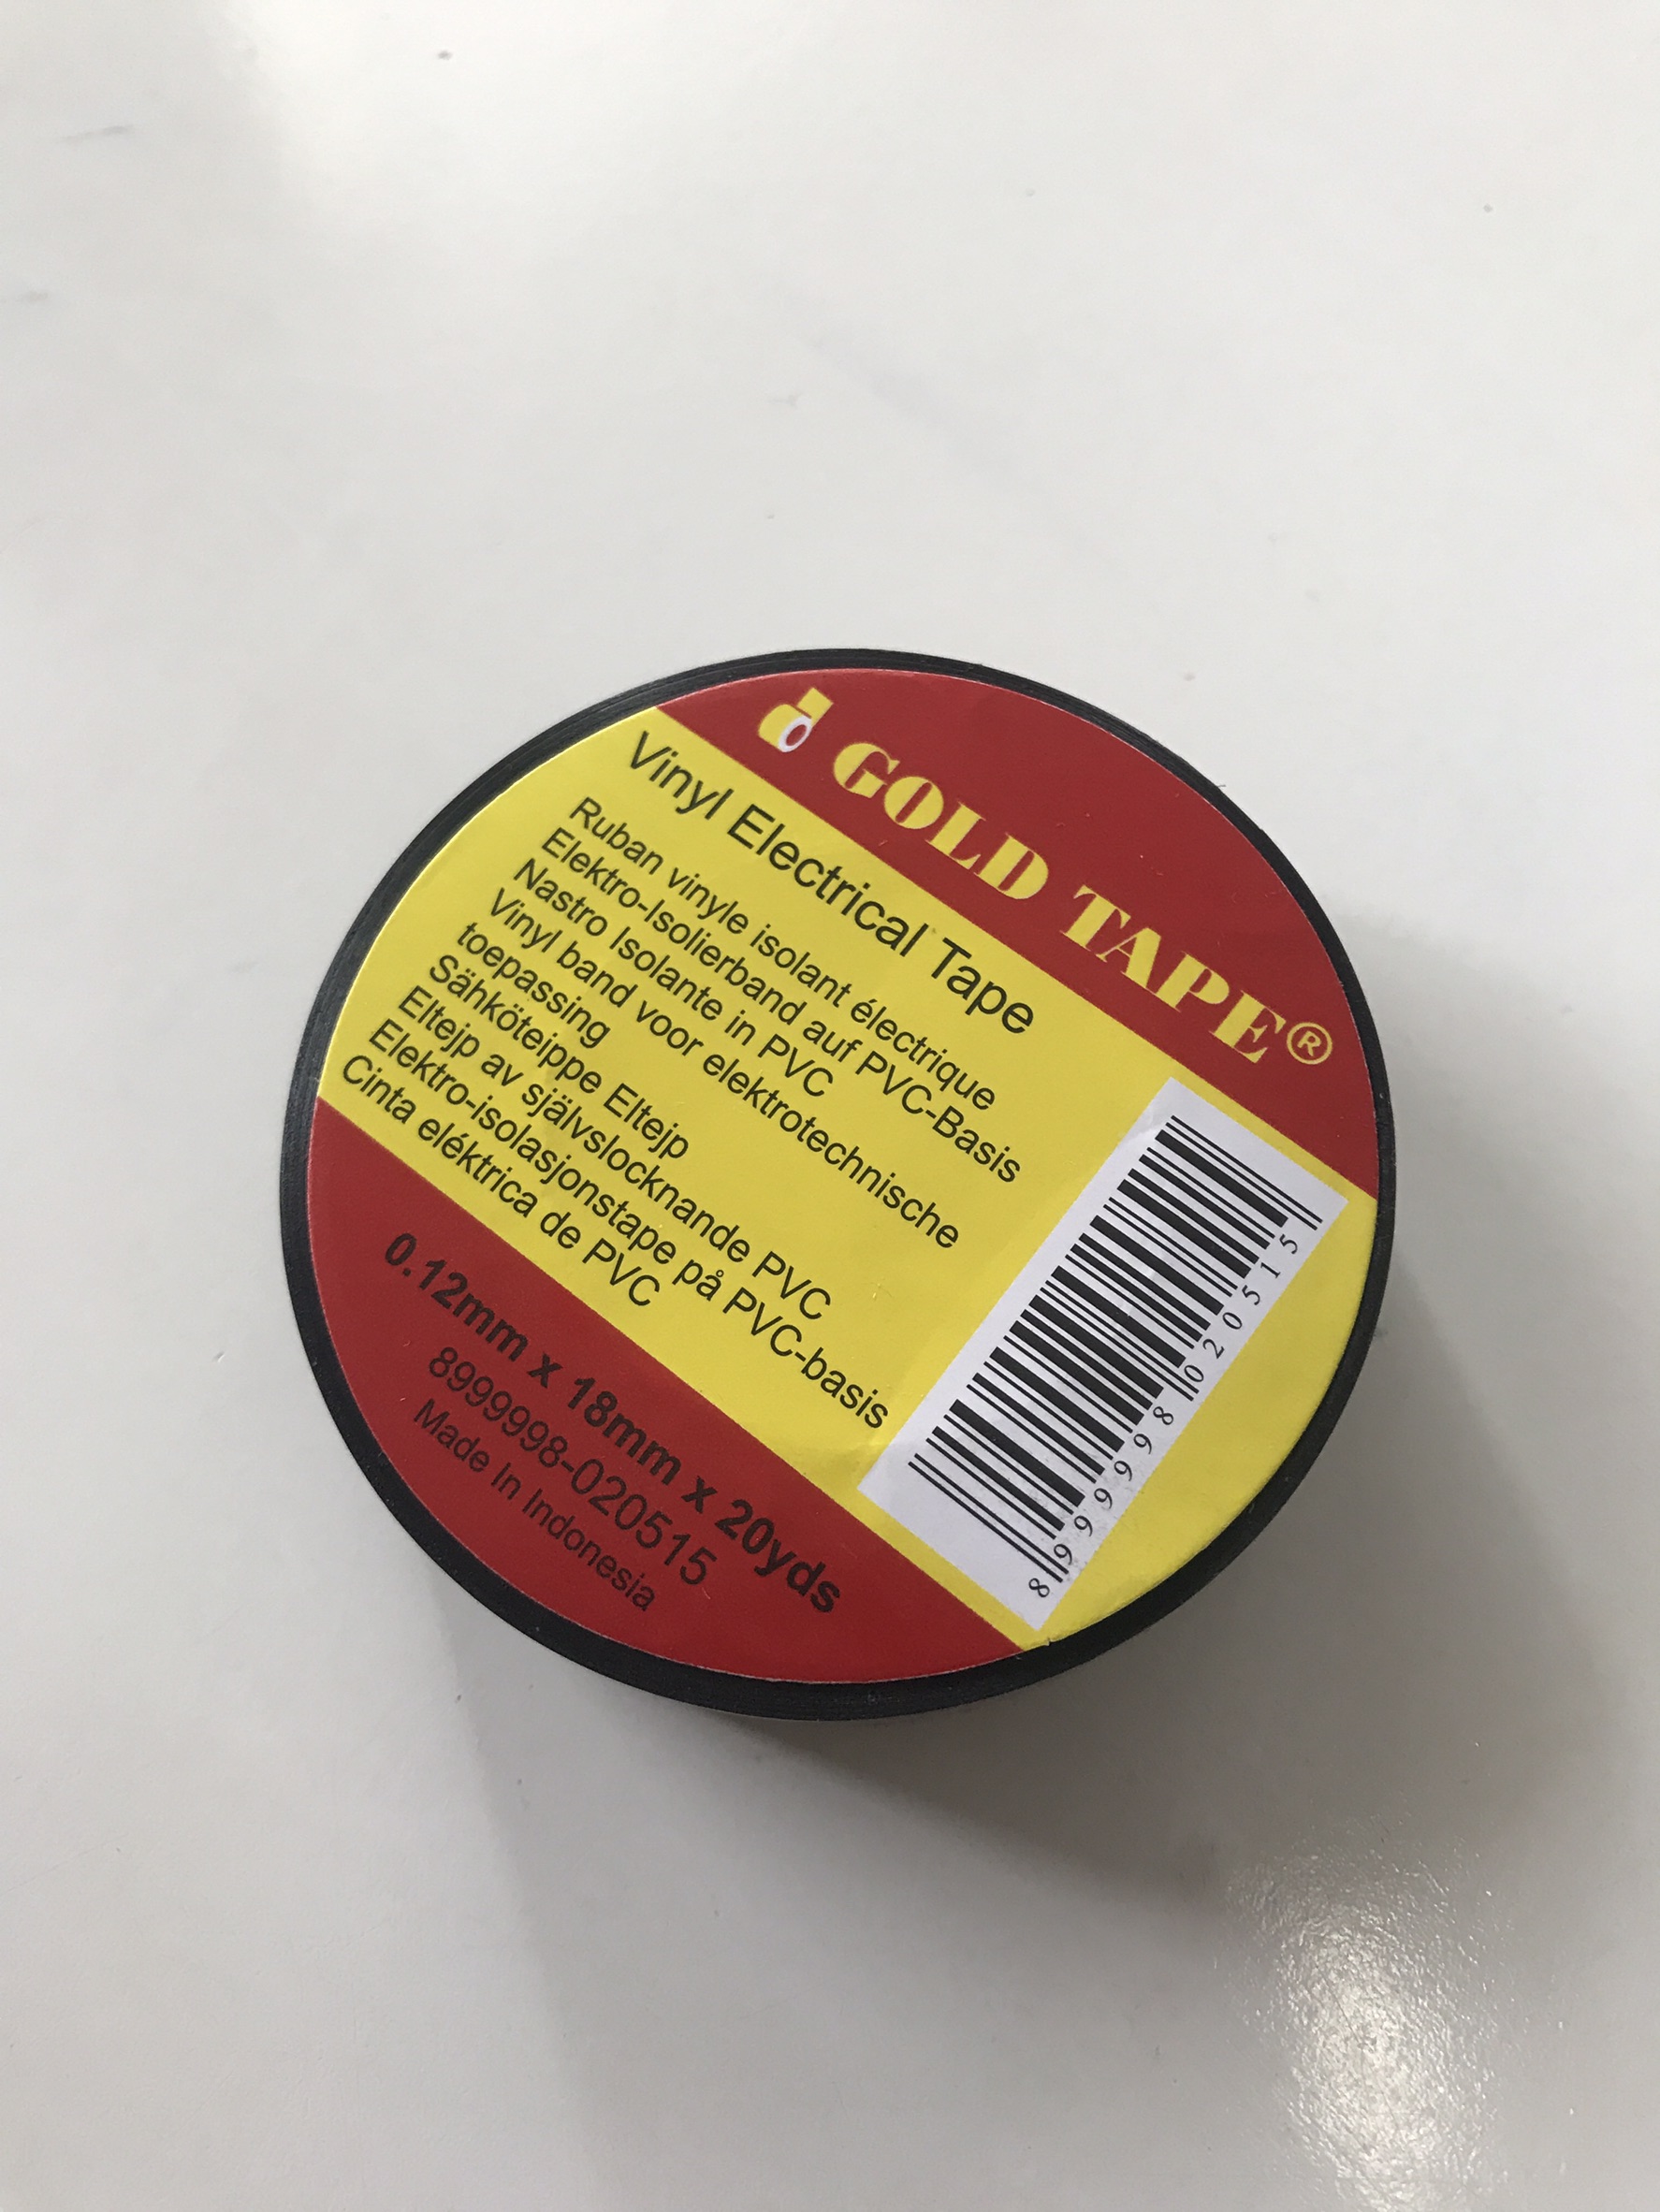 GOLD TAPE®
Vinyl Electrical Tape
Ruban vinyle isolant électrique
Elektro-Isolierband auf PVC-Basis
Nastro Isolante in PVC
Vinyl band voor elektrotechnische
toepassing
Sähköteippe Eltejp
Eltejp av självslocknande PVC
Elektro-isolasjonstape på PVC-basis
Cinta eléktrica de PVC
8 999998 020515
0.12mm x 18mm x 20yds
8999998-020515
Made In Indonesia